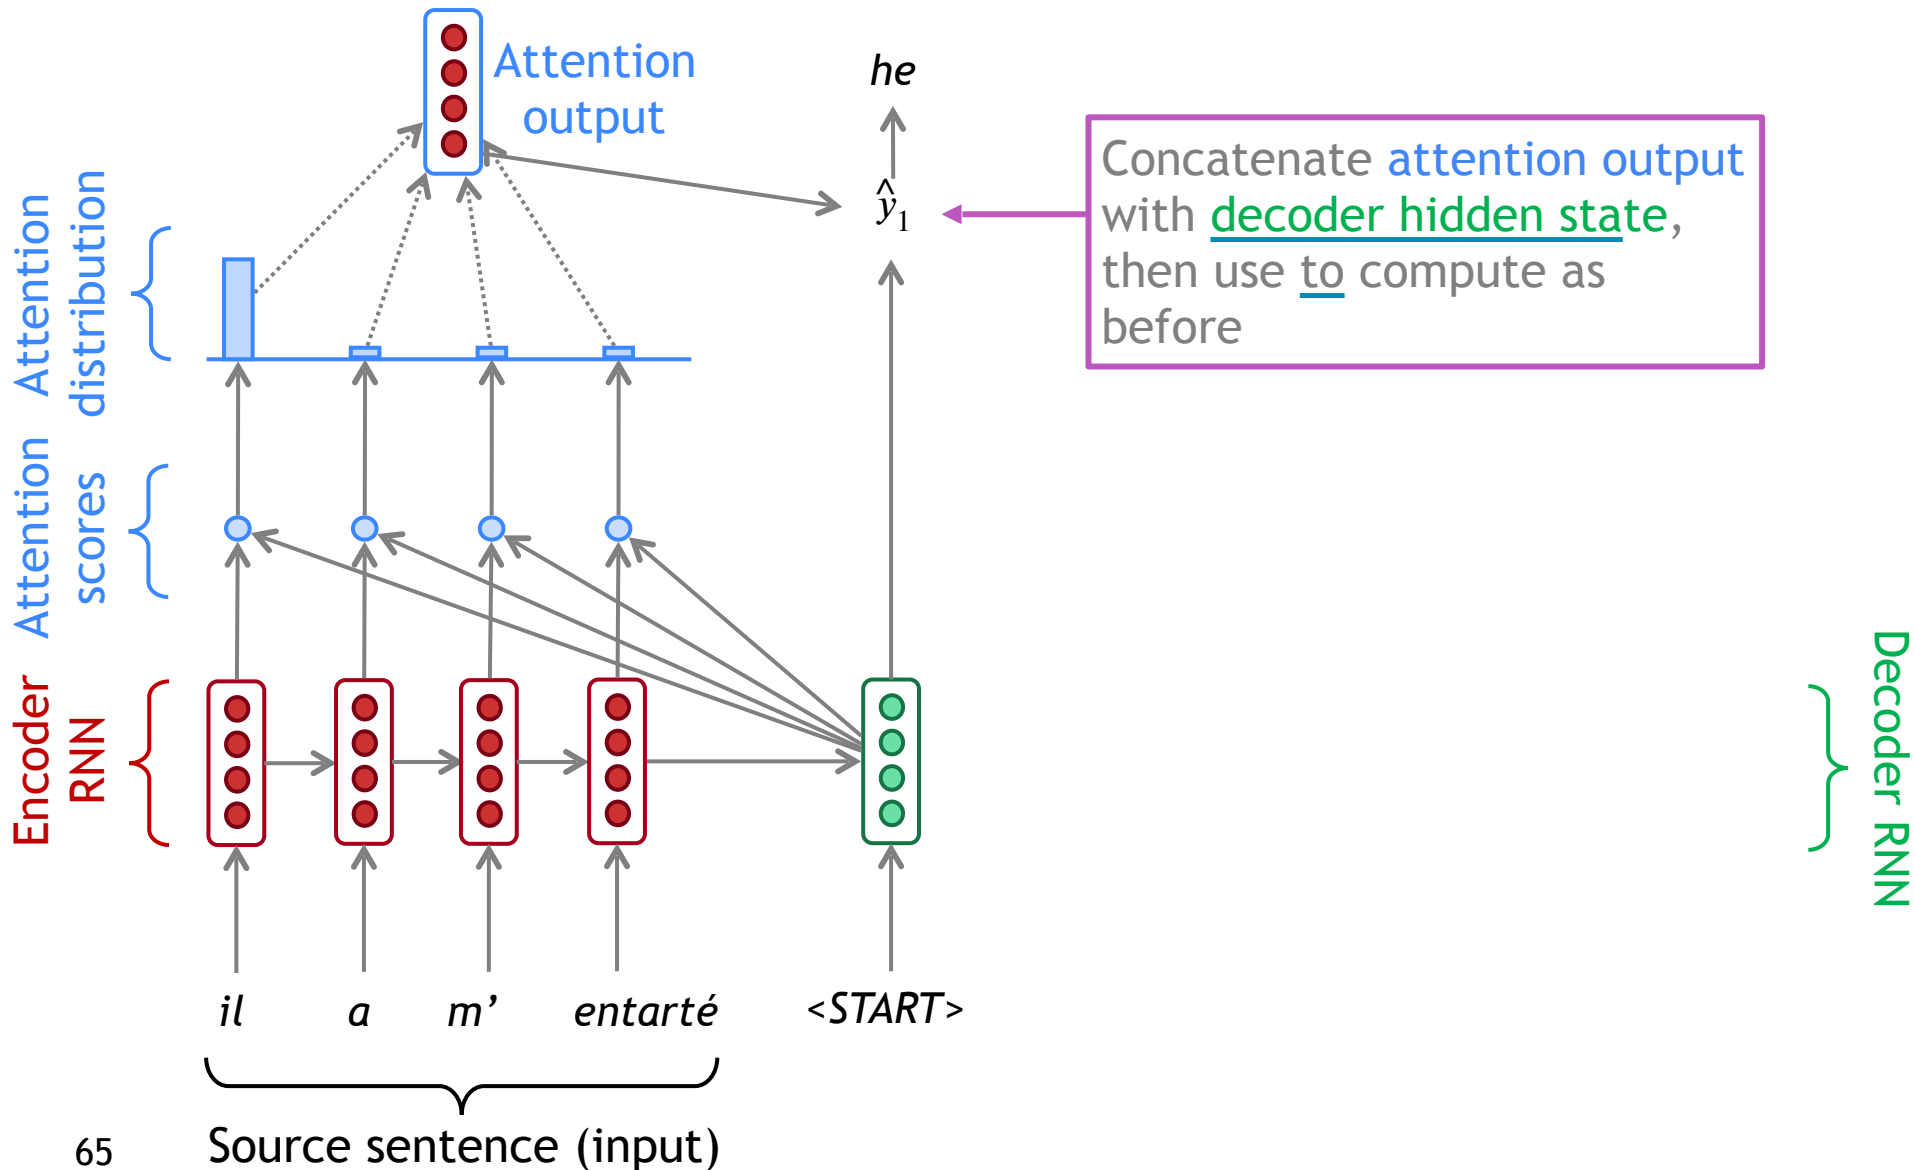 Attention
output
he
ŷ1
Concatenate attention output
with decoder hidden state,
then use to compute as
before
Attention
distribution
Attention
scores
Encoder
RNN
Decoder RNN
il a m’ entarté <START>
Source sentence (input)
65